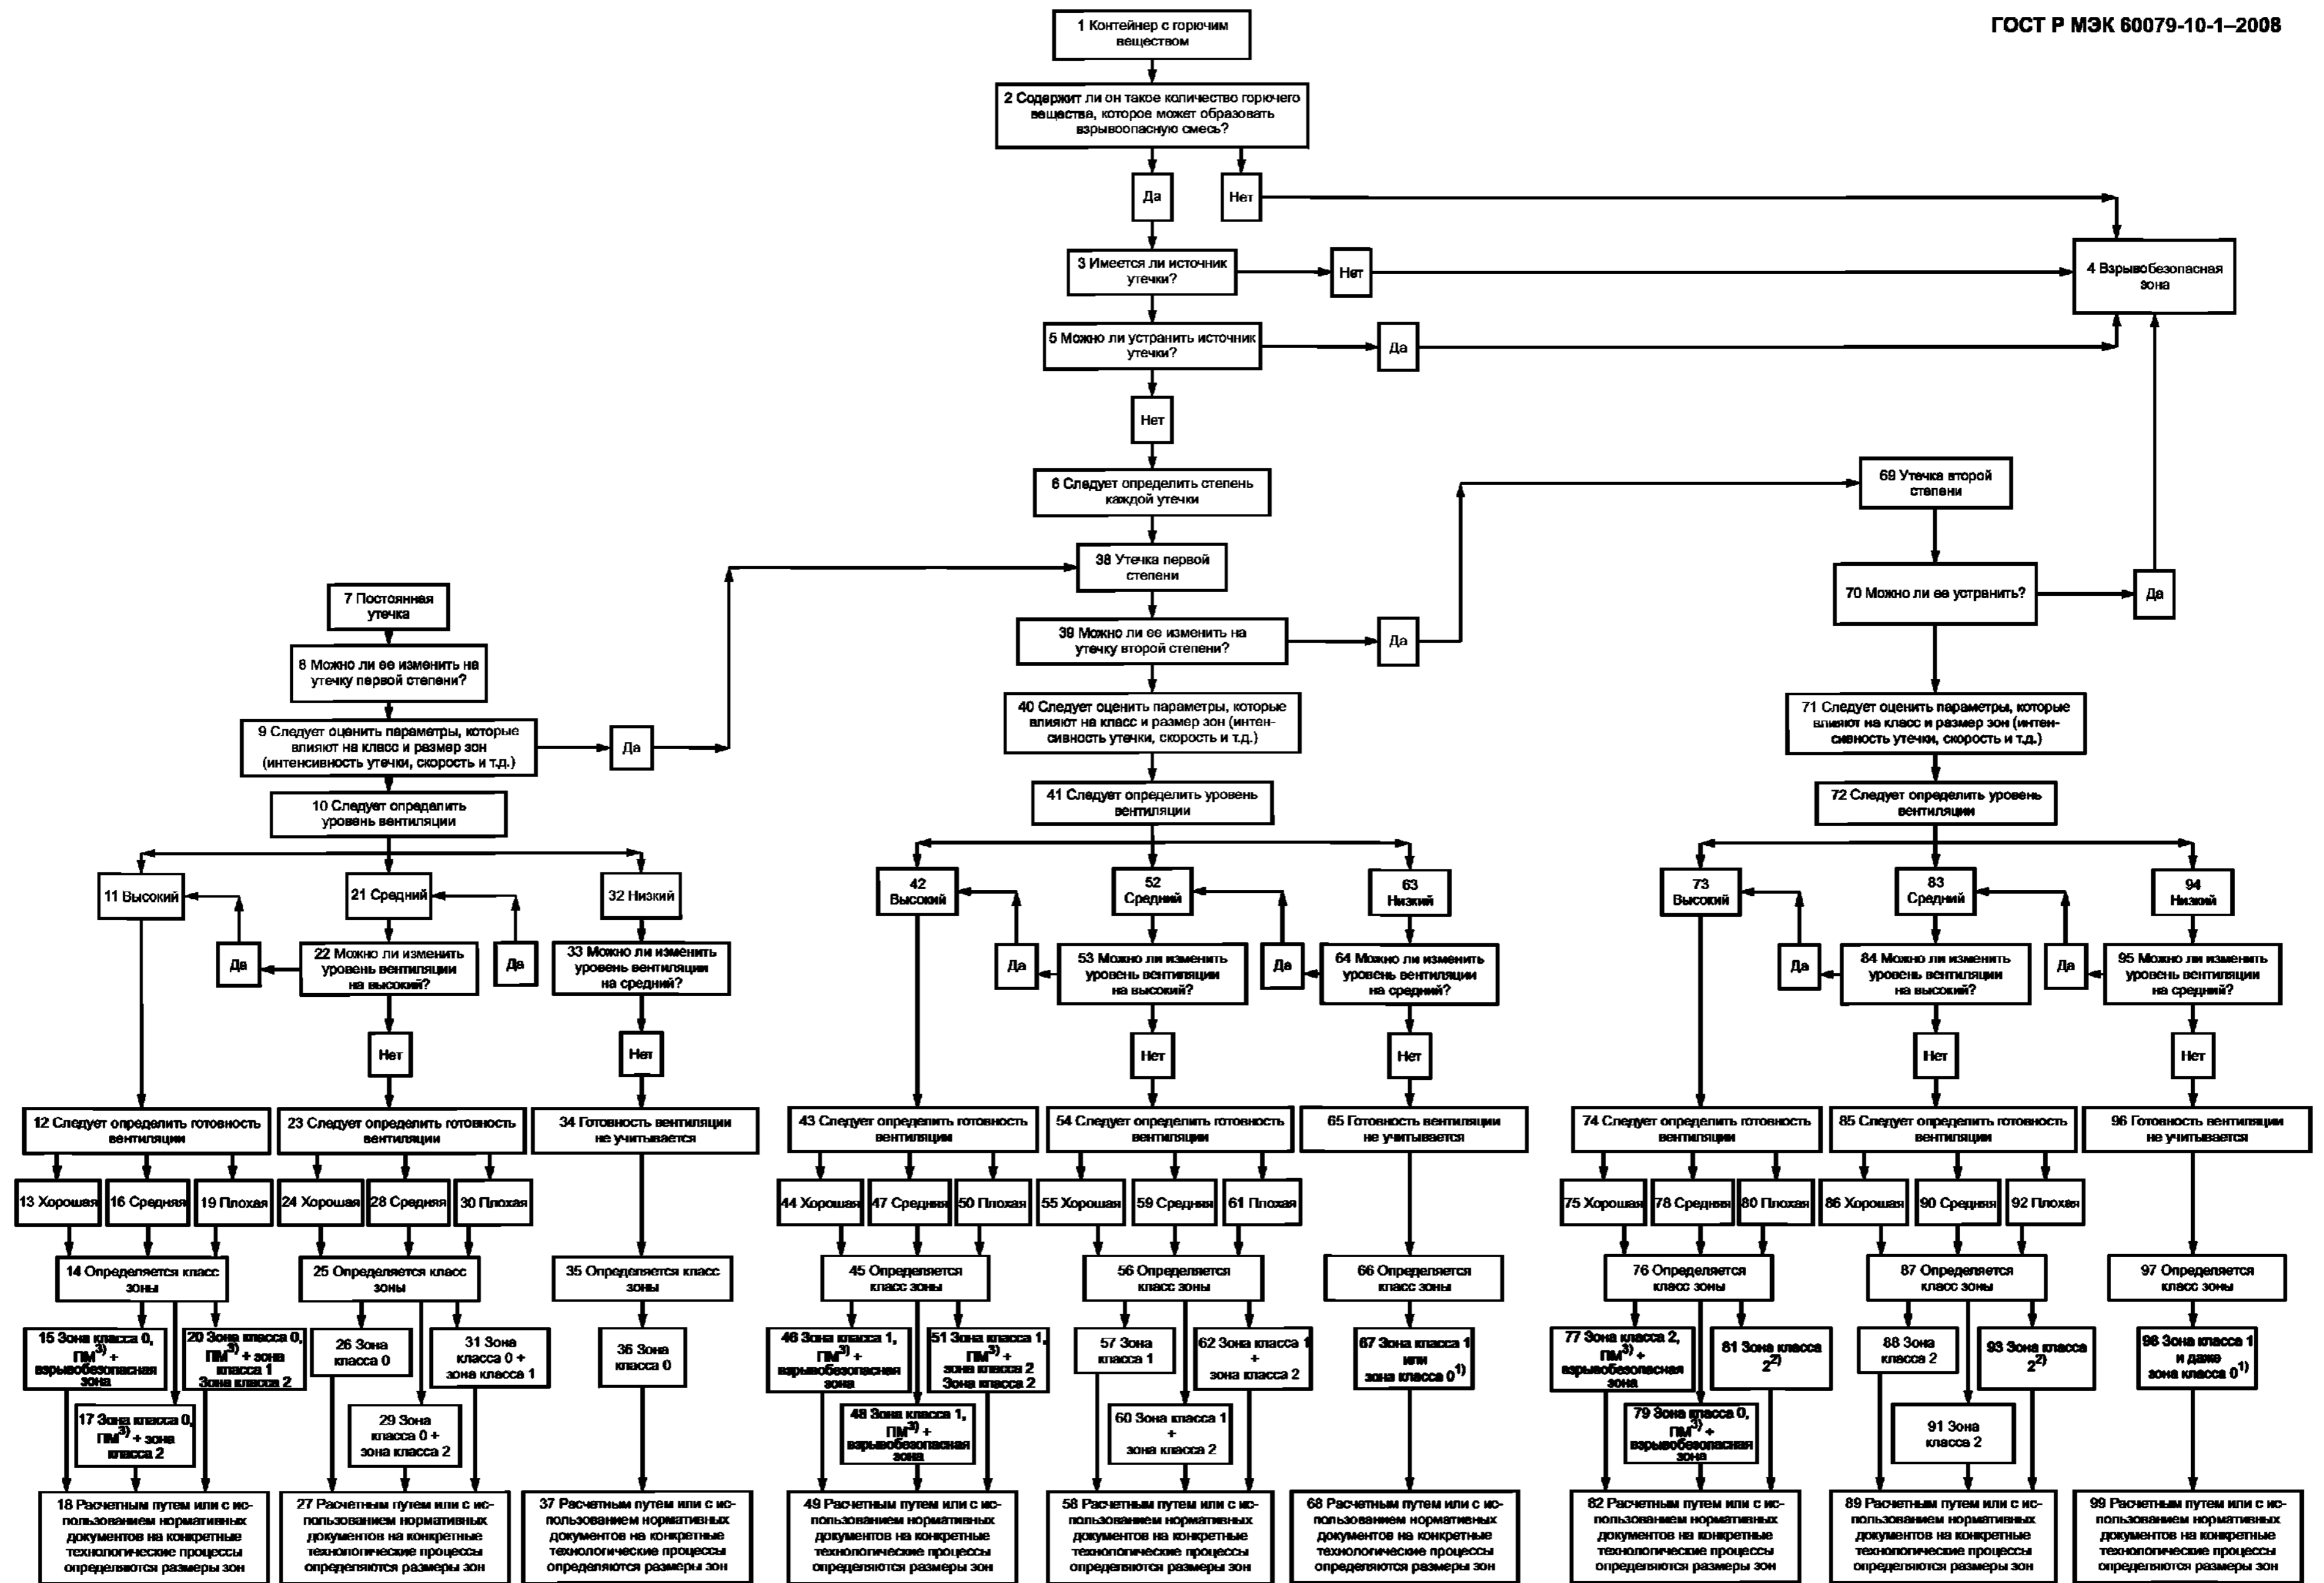 ГОСТ Р МЭК 60079-10-1–2008
1 Контейнер с горючим
веществом
2 Содержит ли он такое количество горючего
вещества, которое может образовать
взрывоопасную смесь?
Да
Нет
3 Имеется ли источник
утечки?
Нет
4 Взрывобезопасная
зона
5 Можно ли устранить источник
утечки?
Да
Нет
6 Следует определить степень
каждой утечки
69 Утечка второй
степени
38 Утечка первой
степени
70 Можно ли ее устранить?
Да
7 Постоянная
утечка
39 Можно ли ее изменить на
утечку второй степени?
Да
8 Можно ли ее изменить на
утечку первой степени?
40 Следует оценить параметры, которые
влияют на класс и размер зон (интен-
сивность утечки, скорость и т.д.)
71 Следует оценить параметры, которые
влияют на класс и размер зон (интен-
сивность утечки, скорость и т.д.)
9 Следует оценить параметры, которые
влияют на класс и размер зон
(интенсивность утечки, скорость и т.д.)
Да
10 Следует определить
уровень вентиляции
41 Следует определить уровень
вентиляции
72 Следует определить уровень
вентиляции
11 Высокий
21 Средний
32 Низкий
42
Высокий
52
Средний
63
Низкий
73
Высокий
83
Средний
94
Низкий
Да
22 Можно ли изменить
уровень вентиляции
на высокий?
Да
33 Можно ли изменить
уровень вентиляции
на средний?
Да
53 Можно ли изменить
уровень вентиляции
на высокий?
Да
64 Можно ли изменить
уровень вентиляции
на средний?
Да
84 Можно ли изменить
уровень вентиляции
на высокий?
Да
95 Можно ли изменить
уровень вентиляции
на средний?
Нет
Нет
Нет
Нет
Нет
Нет
12 Следует определить готовность
вентиляции
23 Следует определить готовность
вентиляции
34 Готовность вентиляции
не учитывается
43 Следует определить готовность
вентиляции
54 Следует определить готовность
вентиляции
65 Готовность вентиляции
не учитывается
74 Следует определить готовность
вентиляции
85 Следует определить готовность
вентиляции
96 Готовность вентиляции
не учитывается
13 Хорошая
16 Средняя
19 Плохая
24 Хорошая
28 Средняя
30 Плохая
44 Хорошая
47 Средняя
50 Плохая
55 Хорошая
59 Средняя
61 Плохая
75 Хорошая
78 Средняя
80 Плохая
86 Хорошая
90 Средняя
92 Плохая
14 Определяется класс
зоны
25 Определяется класс
зоны
35 Определяется класс
зоны
45 Определяется
класс зоны
56 Определяется
класс зоны
66 Определяется
класс зоны
76 Определяется
класс зоны
87 Определяется
класс зоны
97 Определяется
класс зоны
15 Зона класса 0,
ПМ3) +
взрывобезопасная
зона
20 Зона класса 0,
ПМ3) + зона
класса 1
Зона класса 2
26 Зона
класса 0
31 Зона
класса 0 +
зона класса 1
36 Зона
класса 0
46 Зона класса 1,
ПМ3) +
взрывобезопасная
зона
51 Зона класса 1,
ПМ3) +
зона класса 2
Зона класса 2
57 Зона
класса 1
62 Зона класса 1
+
зона класса 2
67 Зона класса 1
или
зона класса 01)
77 Зона класса 2,
ПМ3) +
взрывобезопасная
зона
81 Зона класса
22)
88 Зона
класса 2
93 Зона класса
22)
98 Зона класса 1
и даже
зона класса 01)
17 Зона класса 0,
ПМ3) + зона
класса 2
29 Зона
класса 0 +
зона класса 2
48 Зона класса 1,
ПМ3) +
взрывобезопасная
зона
60 Зона класса 1
+
зона класса 2
79 Зона класса 0,
ПМ3) +
взрывобезопасная
зона
91 Зона
класса 2
18 Расчетным путем или с ис-
пользованием нормативных
документов на конкретные
технологические процессы
определяются размеры зон
27 Расчетным путем или с ис-
пользованием нормативных
документов на конкретные
технологические процессы
определяются размеры зон
37 Расчетным путем или с ис-
пользованием нормативных
документов на конкретные
технологические процессы
определяются размеры зон
49 Расчетным путем или с ис-
пользованием нормативных
документов на конкретные
технологические процессы
определяются размеры зон
58 Расчетным путем или с ис-
пользованием нормативных
документов на конкретные
технологические процессы
определяются размеры зон
68 Расчетным путем или с ис-
пользованием нормативных
документов на конкретные
технологические процессы
определяются размеры зон
82 Расчетным путем или с ис-
пользованием нормативных
документов на конкретные
технологические процессы
определяются размеры зон
89 Расчетным путем или с ис-
пользованием нормативных
документов на конкретные
технологические процессы
определяются размеры зон
99 Расчетным путем или с ис-
пользованием нормативных
документов на конкретные
технологические процессы
определяются размеры зон